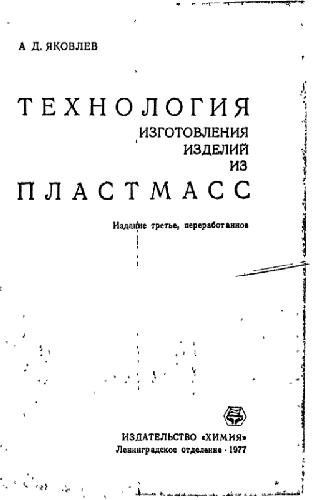 А Д. ЯКОВЛЕВ
ТЕХНОЛОГИЯ
ИЗГОТОВЛЕНИЯ
ИЗДЕЛИЙ
ИЗ
ПЛАСТМАСС
Издание третье, переработанное
ИЗДАТЕЛЬСТВО «ХИМИЯ»
Ленинградское отделение · 1977